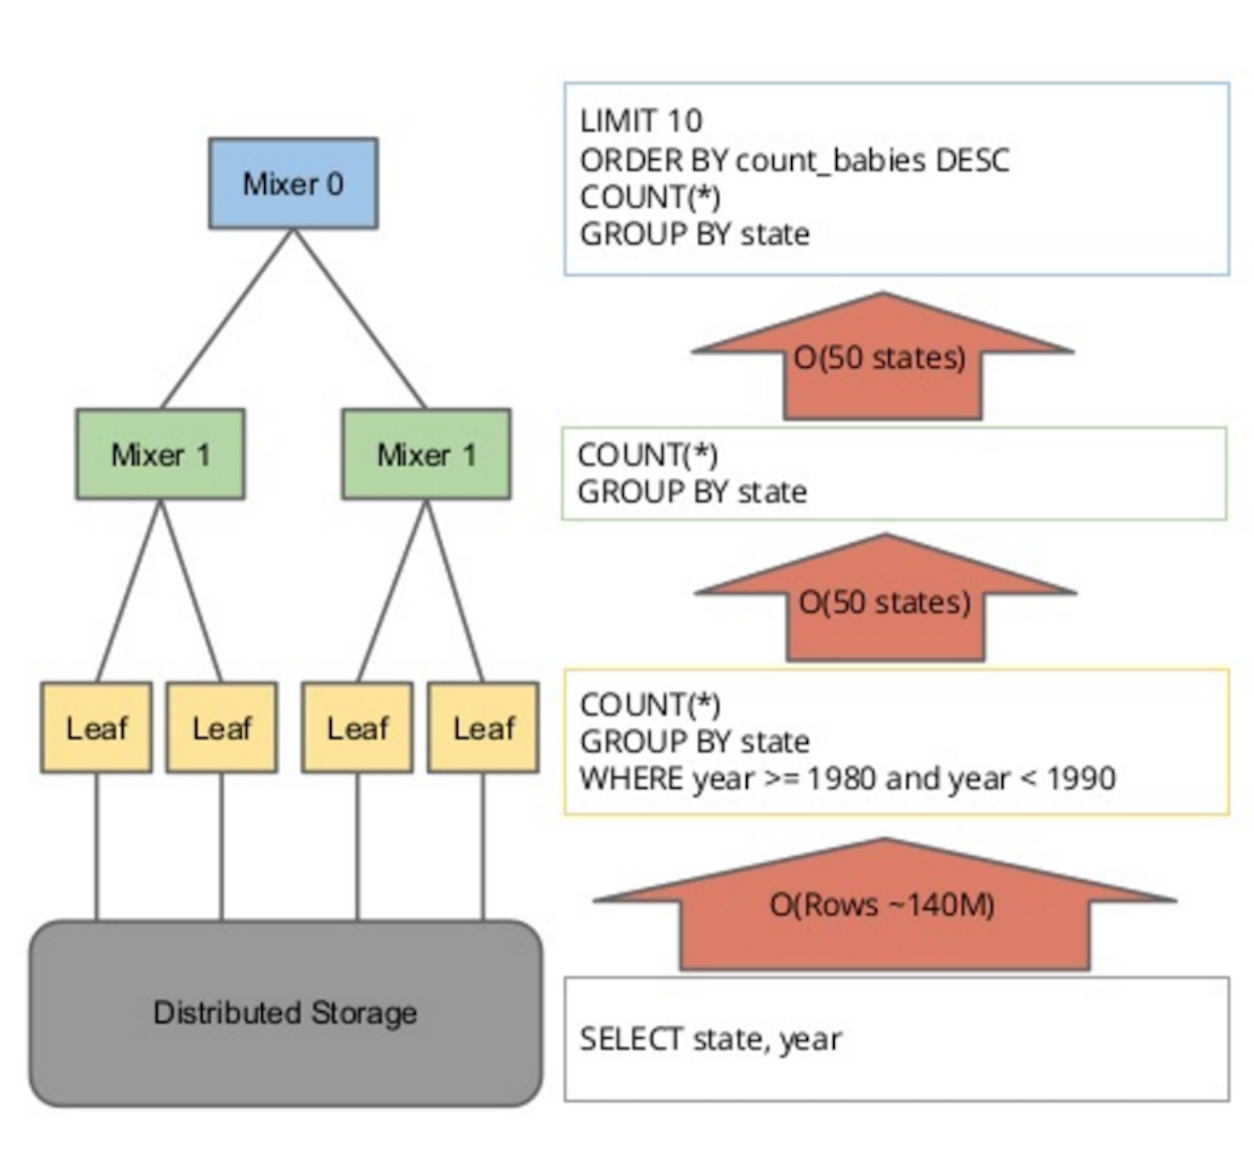 Mixer 0
Mixer 1
Mixer 1
Leaf
Leaf
Leaf
Leaf
Distributed Storage
LIMIT 10
ORDER BY count_babies DESC
COUNT(*)
GROUP BY state
O(50 states)
COUNT(*)
GROUP BY state
O(50 states)
COUNT(*)
GROUP BY state
WHERE year >= 1980 and year < 1990
O(Rows ~140M)
SELECT state, year